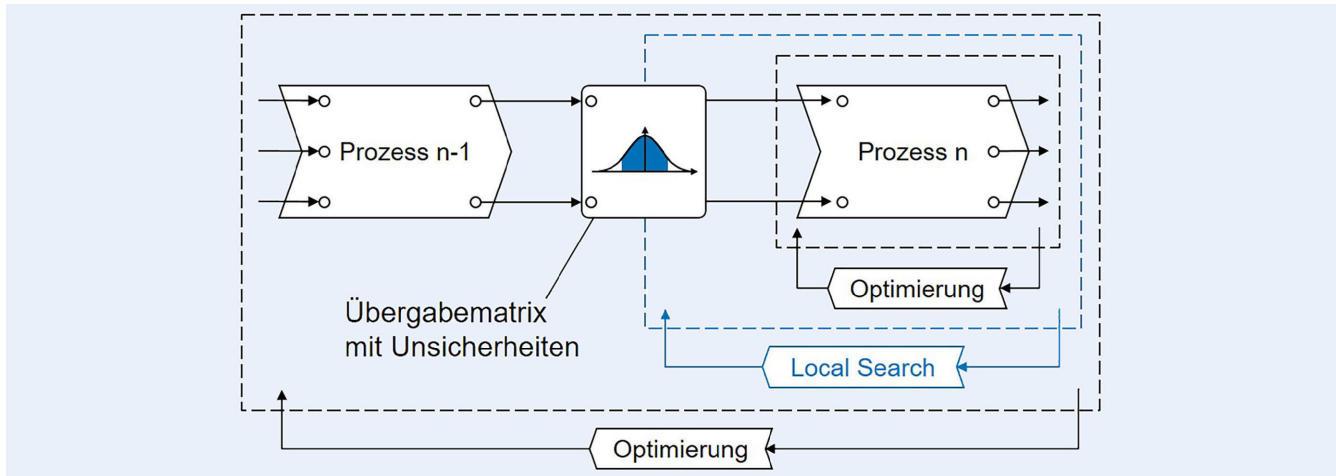 Prozess n-1
Prozess n
Optimierung
Übergabematrix
mit Unsicherheiten
Local Search
Optimierung